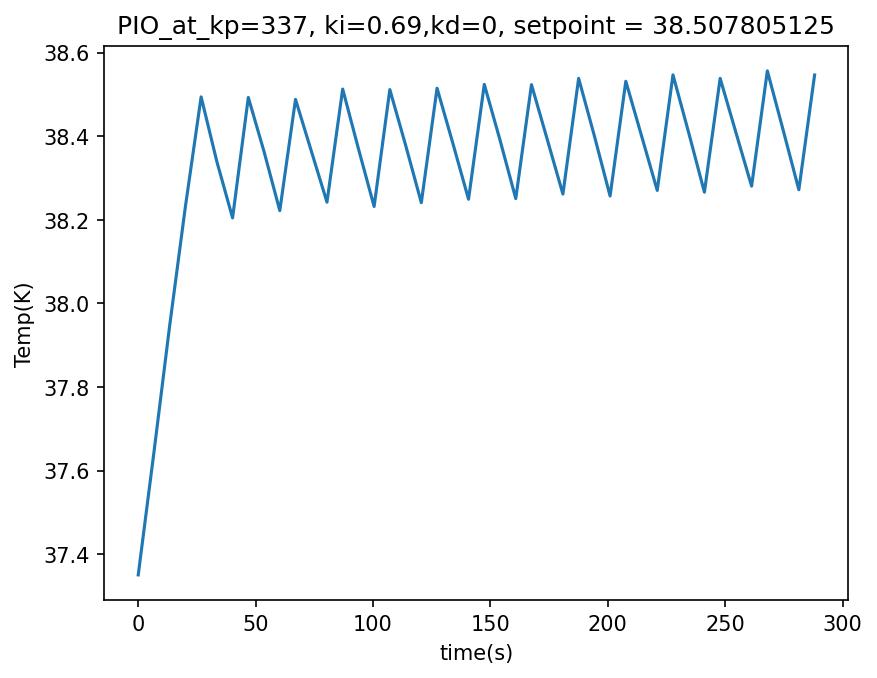 PIO_at_kp=337, ki=0.69,kd=0, setpoint = 38.507805125
38.6
38.4
38.2
38.0
37.8
37.6
37.4
Temp(K)
0 50 100 150 200 250 300
time(s)